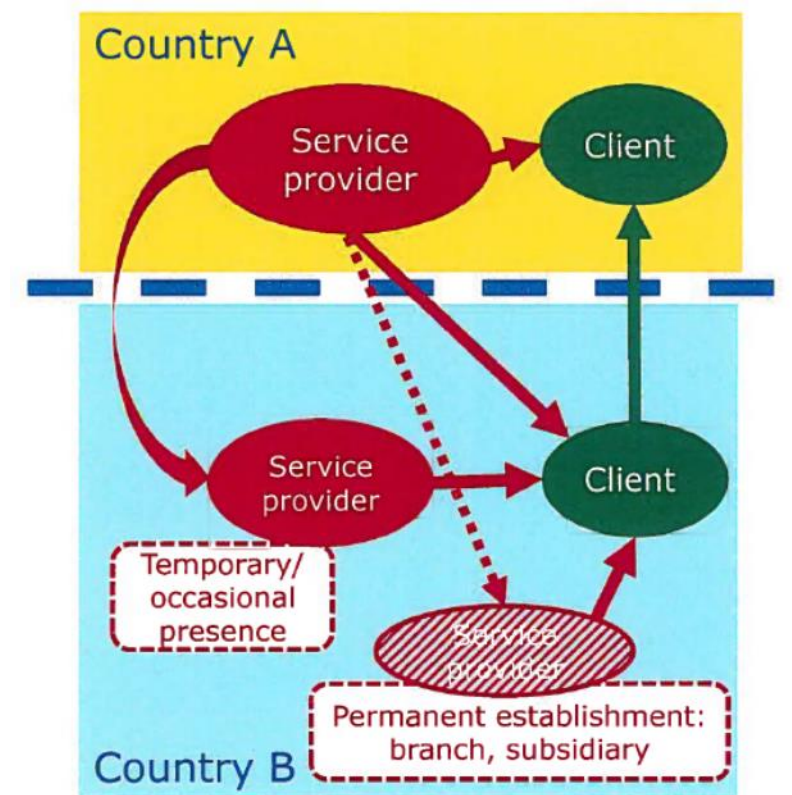 Country A
Service
provider
Client
Service
provider
Client
Temporary/
occasional
presence
Service
provider
Permanent establishment:
branch, subsidiary
Country B